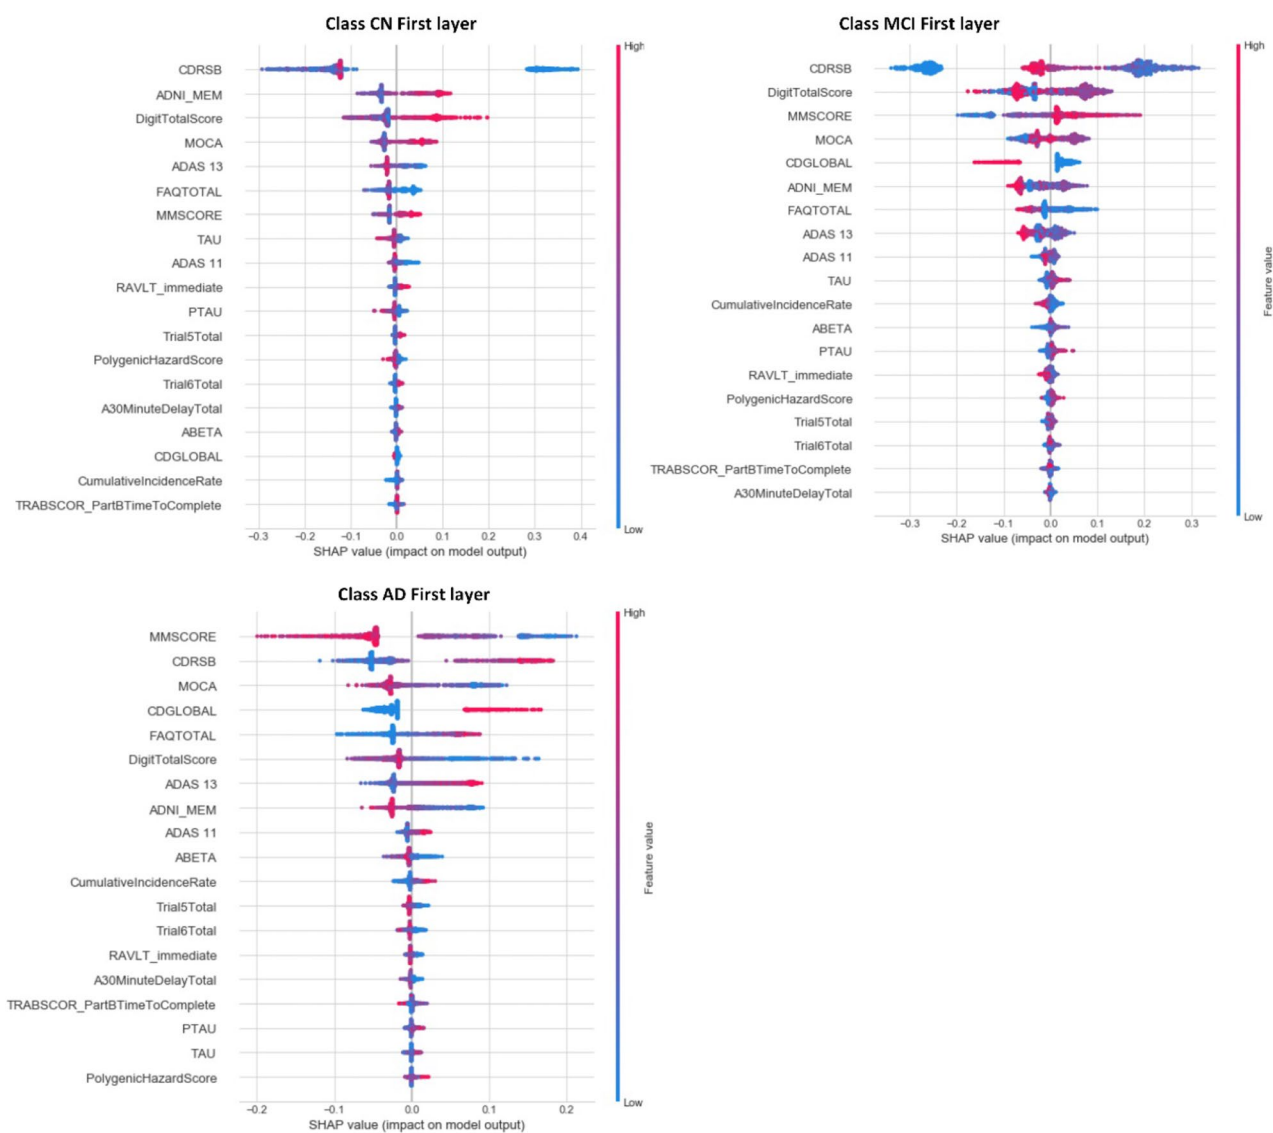 Class CN First layer
High
CDRSB
ADNI_MEM
DigitTotalScore
MOCA
ADAS 13
FAQTOTAL
MMSCORE
TAU
ADAS 11
RAVLT_immediate
PTAU
Trial5Total
PolygenicHazardScore
Trial6Total
A30MinuteDelayTotal
ABETA
CDGLOBAL
CumulativeIncidenceRate
TRABSCOR_PartBTimeToComplete
Low
−0.3 −0.2 −0.1 0.0 0.1 0.2 0.3 0.4
SHAP value (impact on model output)
Class MCI First layer
High
CDRSB
DigitTotalScore
MMSCORE
MOCA
CDGLOBAL
ADNI_MEM
FAQTOTAL
ADAS 13
ADAS 11
TAU
CumulativeIncidenceRate
ABETA
PTAU
RAVLT_immediate
PolygenicHazardScore
Trial5Total
Trial6Total
TRABSCOR_PartBTimeToComplete
A30MinuteDelayTotal
Low
Feature value
−0.3 −0.2 −0.1 0.0 0.1 0.2 0.3
SHAP value (impact on model output)
Class AD First layer
High
MMSCORE
CDRSB
MOCA
CDGLOBAL
FAQTOTAL
DigitTotalScore
ADAS 13
ADNI_MEM
ADAS 11
ABETA
CumulativeIncidenceRate
Trial5Total
Trial6Total
RAVLT_immediate
A30MinuteDelayTotal
TRABSCOR_PartBTimeToComplete
PTAU
TAU
PolygenicHazardScore
Low
Feature value
−0.2 −0.1 0.0 0.1 0.2
SHAP value (impact on model output)